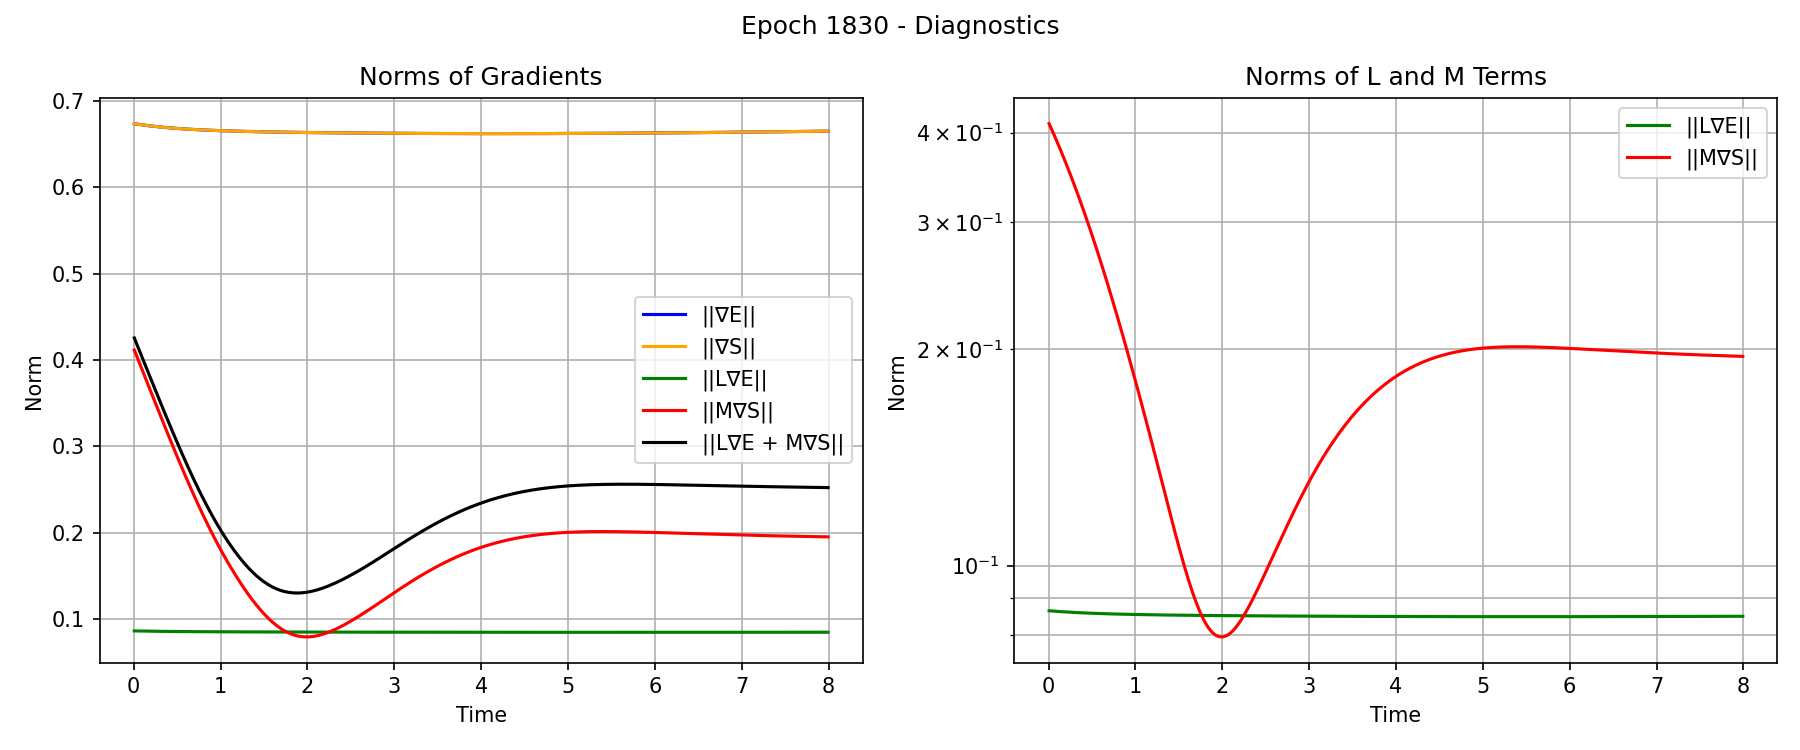 Epoch 1830 - Diagnostics
Norms of Gradients
Norm
0.7
0.6
0.5
0.4
0.3
0.2
0.1
||∇E||
||∇S||
||L∇E||
||M∇S||
||L∇E + M∇S||
0 1 2 3 4 5 6 7 8
Time
Norms of L and M Terms
Norm
4 × 10⁻¹
3 × 10⁻¹
2 × 10⁻¹
10⁻¹
||L∇E||
||M∇S||
0 1 2 3 4 5 6 7 8
Time